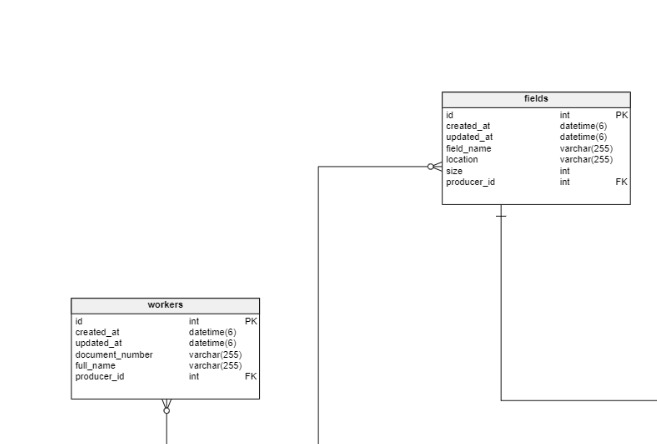 fields
id int PK
created_at datetime(6)
updated_at datetime(6)
field_name varchar(255)
location varchar(255)
size int
producer_id int FK
workers
id int PK
created_at datetime(6)
updated_at datetime(6)
document_number varchar(255)
full_name varchar(255)
producer_id int FK